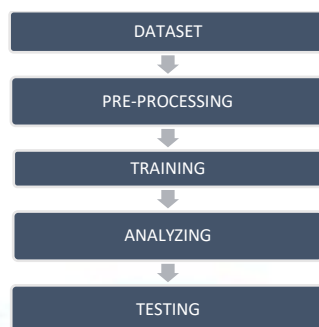 DATASET
PRE-PROCESSING
TRAINING
ANALYZING
TESTING